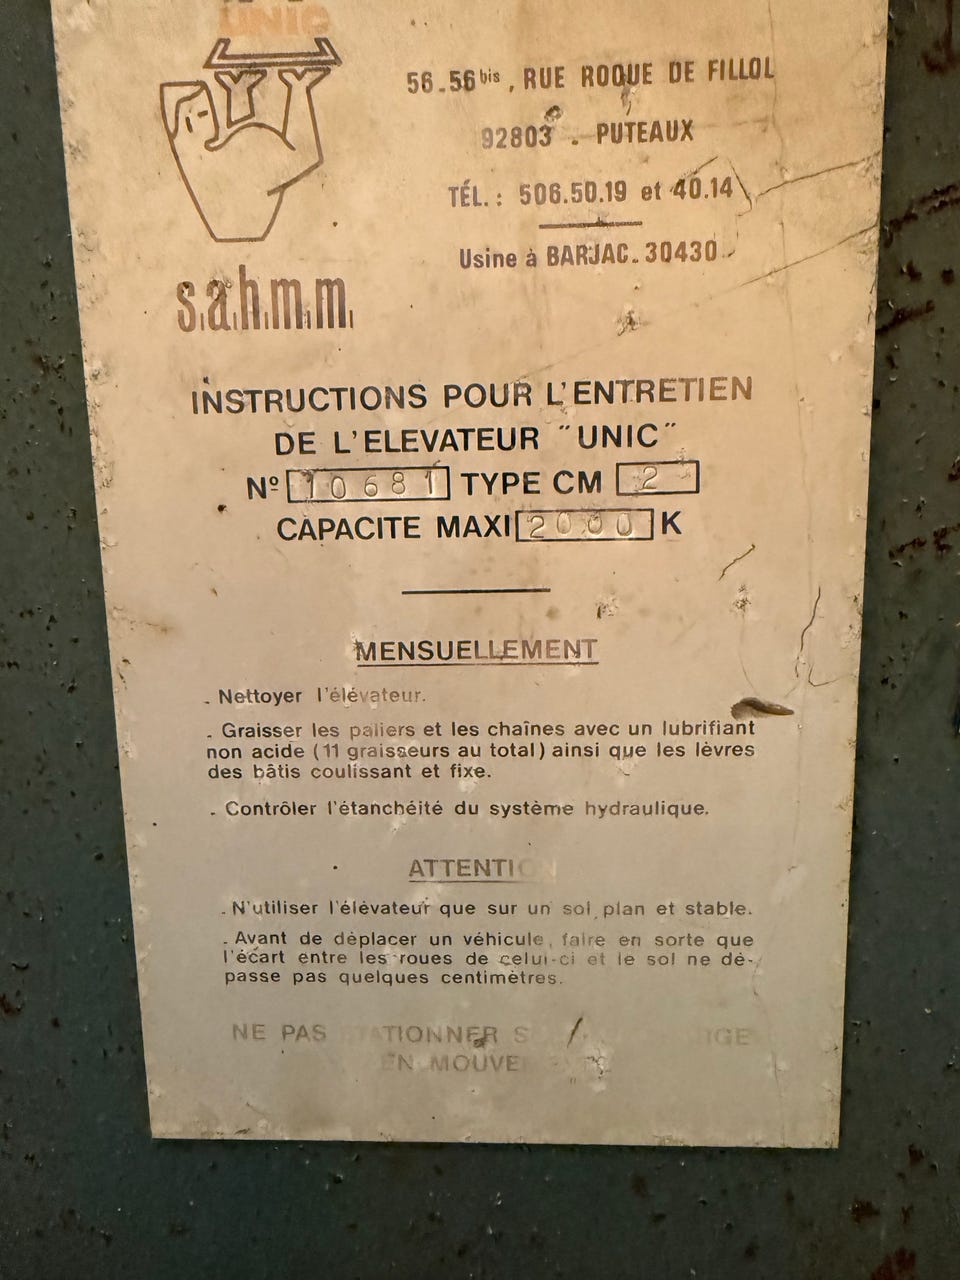 UNIC
56.56 bis, RUE ROQUE DE FILLOL
92803 . PUTEAUX
TÉL. : 506.50.19 et 40.14
Usine à BARJAC. 30430
s.a.h.m.m.
INSTRUCTIONS POUR L'ENTRETIEN
DE L'ELEVATEUR "UNIC"
Nº 10681 TYPE CM 2
CAPACITE MAXI 2000 K
MENSUELLEMENT
. Nettoyer l'élévateur.
. Graisser les paliers et les chaînes avec un lubrifiant
non acide (11 graisseurs au total) ainsi que les lèvres
des bâtis coulissant et fixe.
. Contrôler l'étanchéité du système hydraulique.
ATTENTION
. N'utiliser l'élévateur que sur un sol plan et stable.
. Avant de déplacer un véhicule, faire en sorte que
l'écart entre les roues de celui-ci et le sol ne dé-
passe pas quelques centimètres.
NE PAS STATIONNER
EN